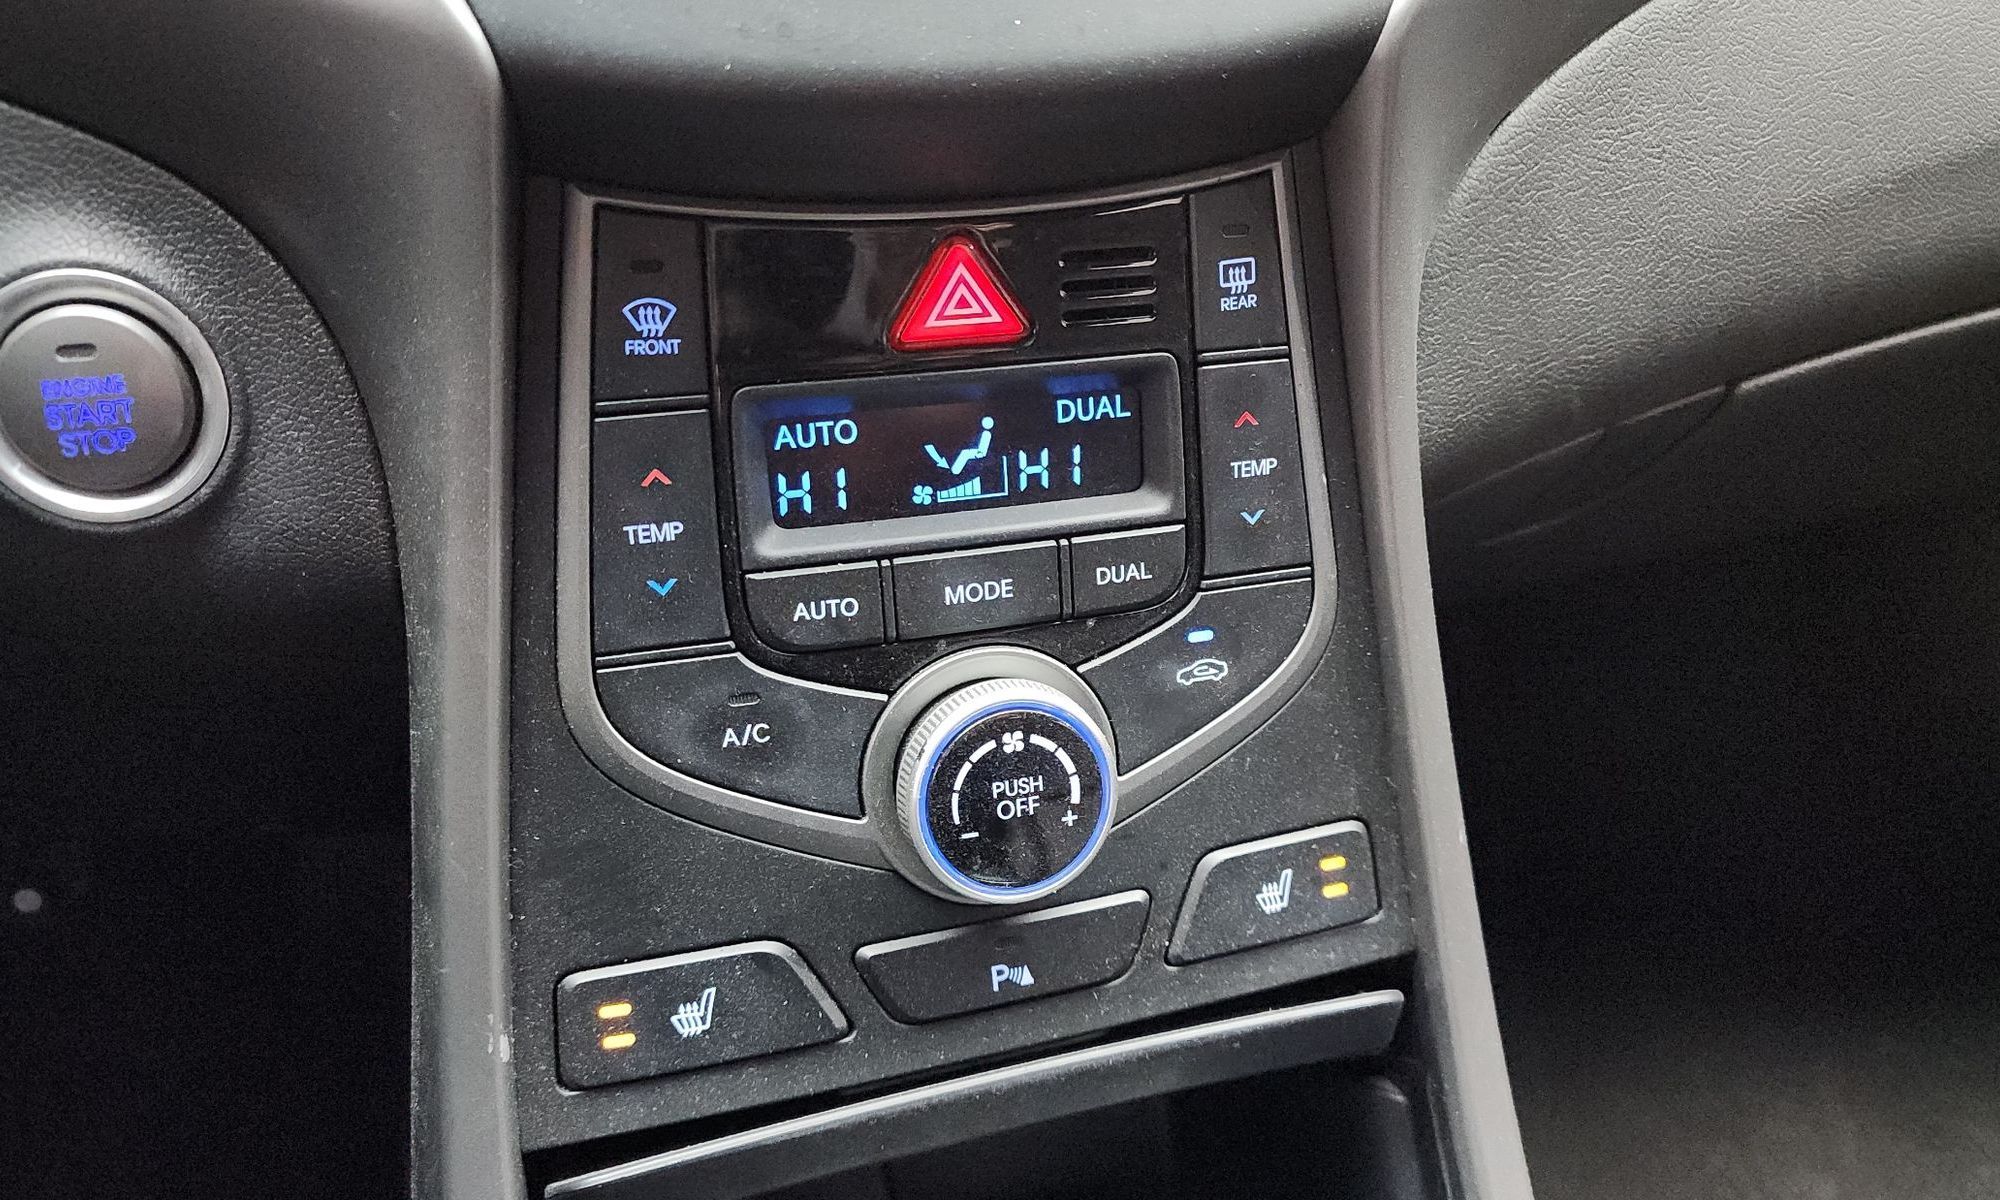 ENGINE
START
STOP
FRONT
REAR
AUTO
DUAL
HI
HI
TEMP
TEMP
AUTO
MODE
DUAL
A/C
PUSH
OFF
- +
P